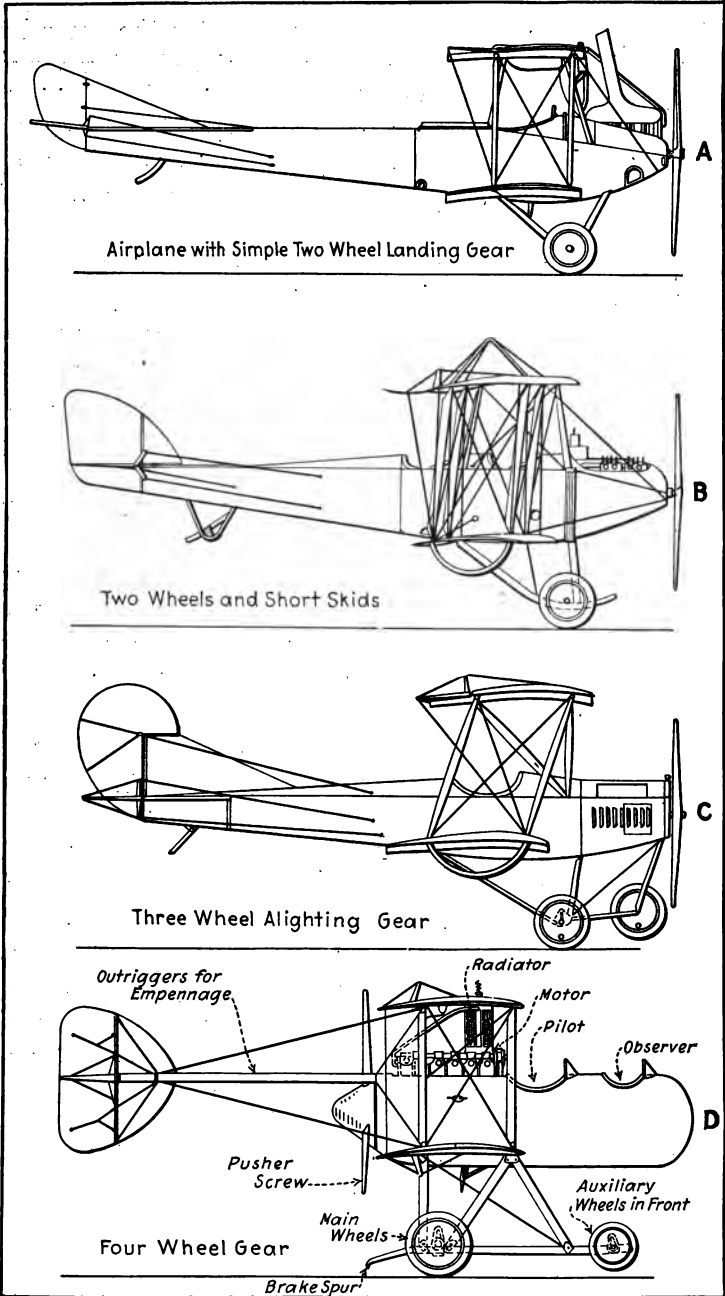 A
Airplane with Simple Two Wheel Landing Gear
B
Two Wheels and Short Skids
C
Three Wheel Alighting Gear
Radiator
Outriggers for
Empennage
Motor
Pilot
Observer
D
Pusher
Screw
Auxiliary
Wheels in Front
Main
Wheels
Four Wheel Gear
Brake Spur